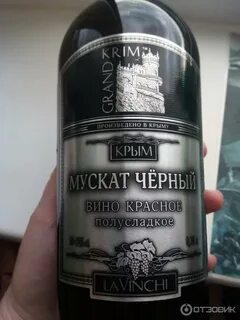 GRAND KRIM
ПРОИЗВЕДЕНО В КРЫМУ
КРЫМ
МУСКАТ ЧЁРНЫЙ
ВИНО КРАСНОЕ
ПОЛУСЛАДКОЕ
LAVINCHI
ОТЗОВИК